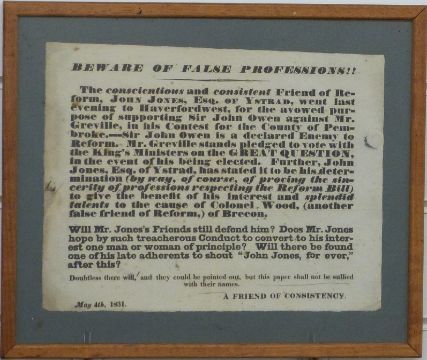 BEWARE OF FALSE PROFESSIONS!!
The conscientious and consistent Friend of Re-
form, JOHN JONES, ESQ. OF YSTRAD, went last
evening to Haverfordwest, for the avowed pur-
pose of supporting Sir John Owen against Mr.
Greville, in his Contest for the County of Pem-
broke,—Sir John Owen is a declared Enemy to
Reform. Mr. Greville stands pledged to vote with
the King's Ministers on the GREAT QUESTION,
in the event of his being elected. Further, John
Jones, Esq. of Ystrad, has stated it to be his deter-
mination (by way, of course, of proving the sin-
cerity of professions respecting the Reform Bill)
to give the benefit of his interest and splendid
talents to the cause of Colonel Wood, (another
false friend of Reform,) of Brecon.
Will Mr. Jones's Friends still defend him? Does Mr. Jones
hope by such treacherous Conduct to convert to his inter-
est one man or woman of principle? Will there be found
one of his late adherents to shout "John Jones, for ever,"
after this?
Doubtless there will, and they could be pointed out, but this paper shall not be sullied
with their names.
A FRIEND OF CONSISTENCY.
May 4th, 1831.